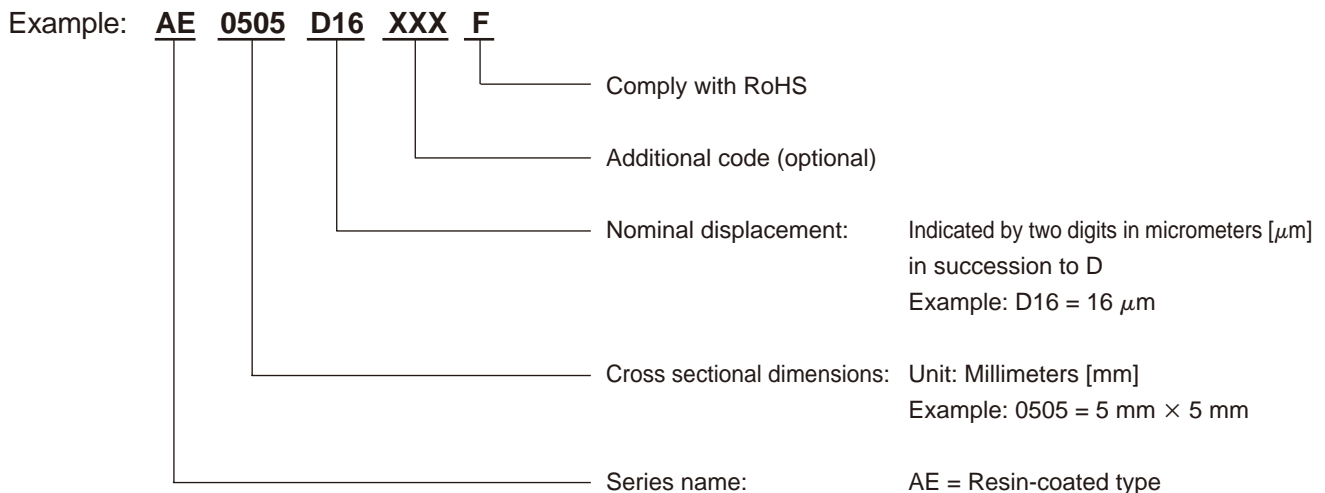 Example: AE 0505 D16 XXX F
Comply with RoHS
Additional code (optional)
Nominal displacement: Indicated by two digits in micrometers [μm]
in succession to D
Example: D16 = 16 μm
Cross sectional dimensions: Unit: Millimeters [mm]
Example: 0505 = 5 mm × 5 mm
Series name: AE = Resin-coated type